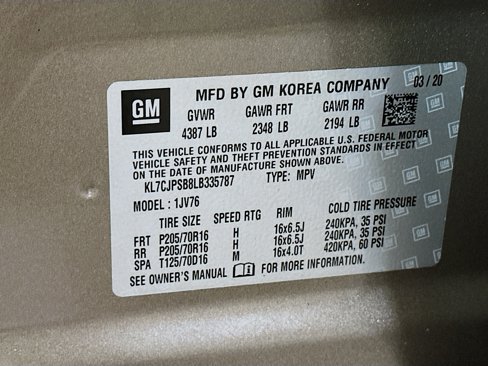 MFD BY GM KOREA COMPANY 03/20
GM
GVWR GAWR FRT GAWR RR
4387 LB 2348 LB 2194 LB
THIS VEHICLE CONFORMS TO ALL APPLICABLE U.S. FEDERAL MOTOR
VEHICLE SAFETY AND THEFT PREVENTION STANDARDS IN EFFECT
ON THE DATE OF MANUFACTURE SHOWN ABOVE.
KL7CJPSB8LB335787 TYPE: MPV
MODEL: 1JV76
TIRE SIZE SPEED RTG RIM COLD TIRE PRESSURE
FRT P205/70R16 H 16x6.5J 240KPA, 35 PSI
RR P205/70R16 H 16x6.5J 240KPA, 35 PSI
SPA T125/70D16 M 16x4.0T 420KPA, 60 PSI
SEE OWNER'S MANUAL FOR MORE INFORMATION.